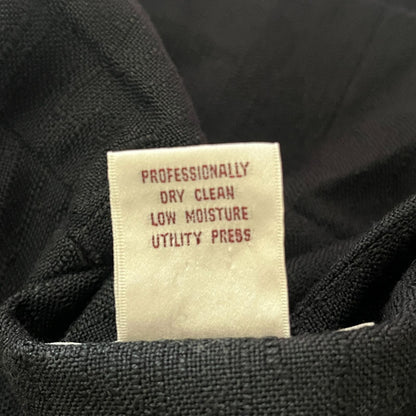 PROFESSIONALLY
DRY CLEAN
LOW MOISTURE
UTILITY PRESS